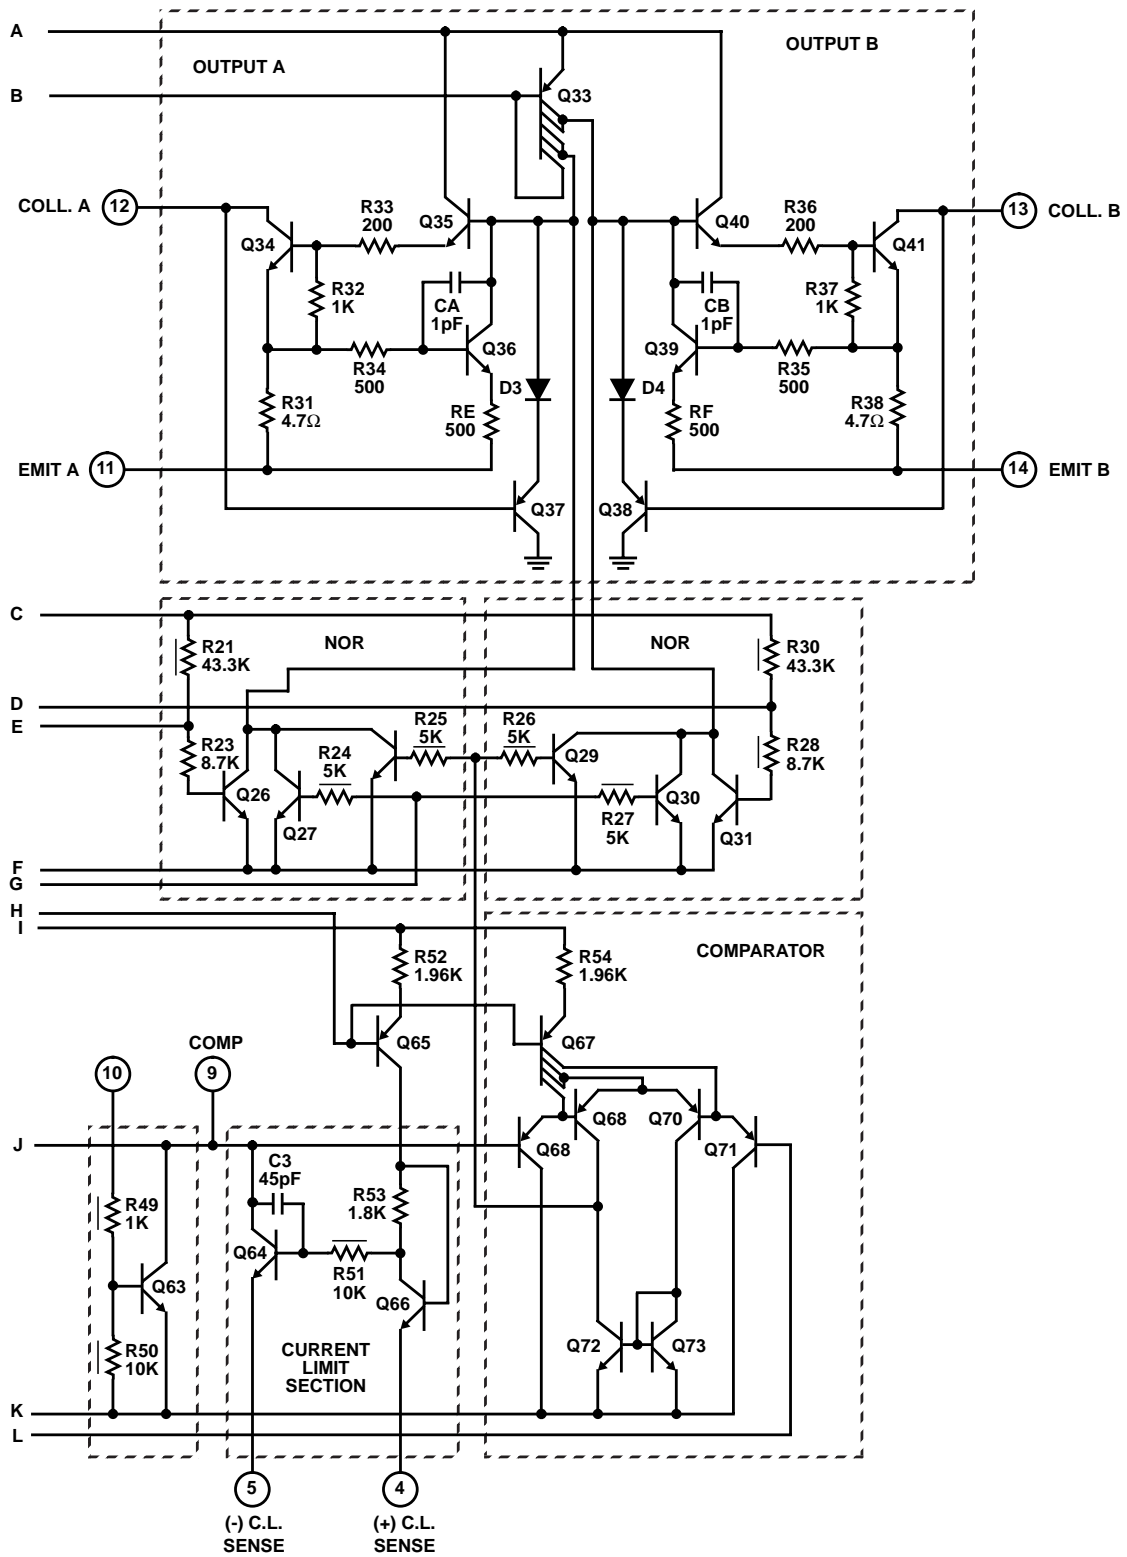 A
OUTPUT A
OUTPUT B
B
Q33
COLL. A
12
Q34
R33
200
Q35
Q40
R36
200
Q41
13
COLL. B
R32
1K
CA
1pF
Q36
CB
1pF
Q39
R37
1K
R34
500
R35
500
R31
4.7Ω
RE
500
D3
D4
RF
500
R38
4.7Ω
EMIT A
11
14
EMIT B
Q37
Q38
C
R21
43.3K
NOR
NOR
R30
43.3K
D
E
R23
8.7K
R24
5K
R25
5K
R26
5K
Q29
R28
8.7K
Q26
Q27
R27
5K
Q30
Q31
F
G
H
I
R52
1.96K
R54
1.96K
COMPARATOR
Q65
Q67
COMP
10
9
Q68
Q70
J
Q68
Q71
C3
45pF
R49
1K
R53
1.8K
Q64
R51
10K
Q63
Q66
R50
10K
CURRENT
LIMIT
SECTION
Q72
Q73
K
L
5
4
(-) C.L.
SENSE
(+) C.L.
SENSE